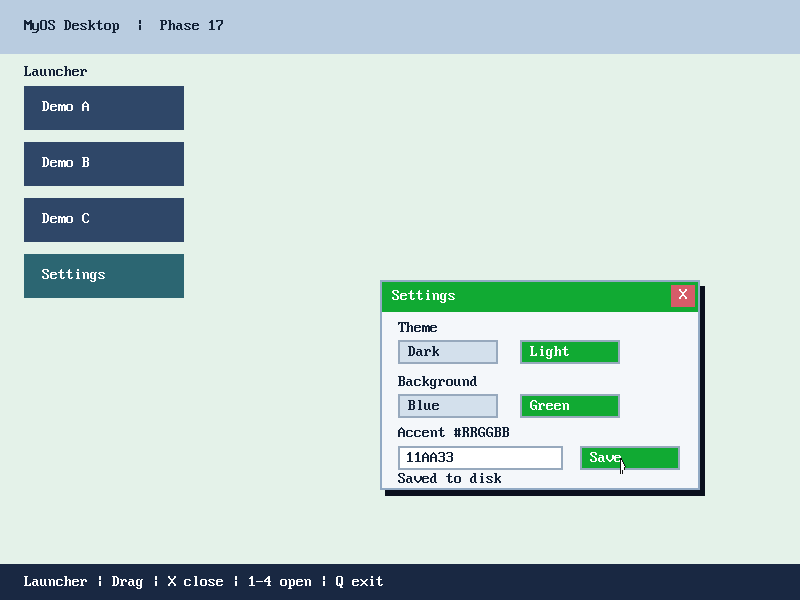 MyOS Desktop ¦ Phase 17
Launcher
Demo A
Demo B
Demo C
Settings
Settings X
Theme
Dark Light
Background
Blue Green
Accent #RRGGBB
11AA33 Save
Saved to disk
Launcher ¦ Drag ¦ X close ¦ 1-4 open ¦ Q exit